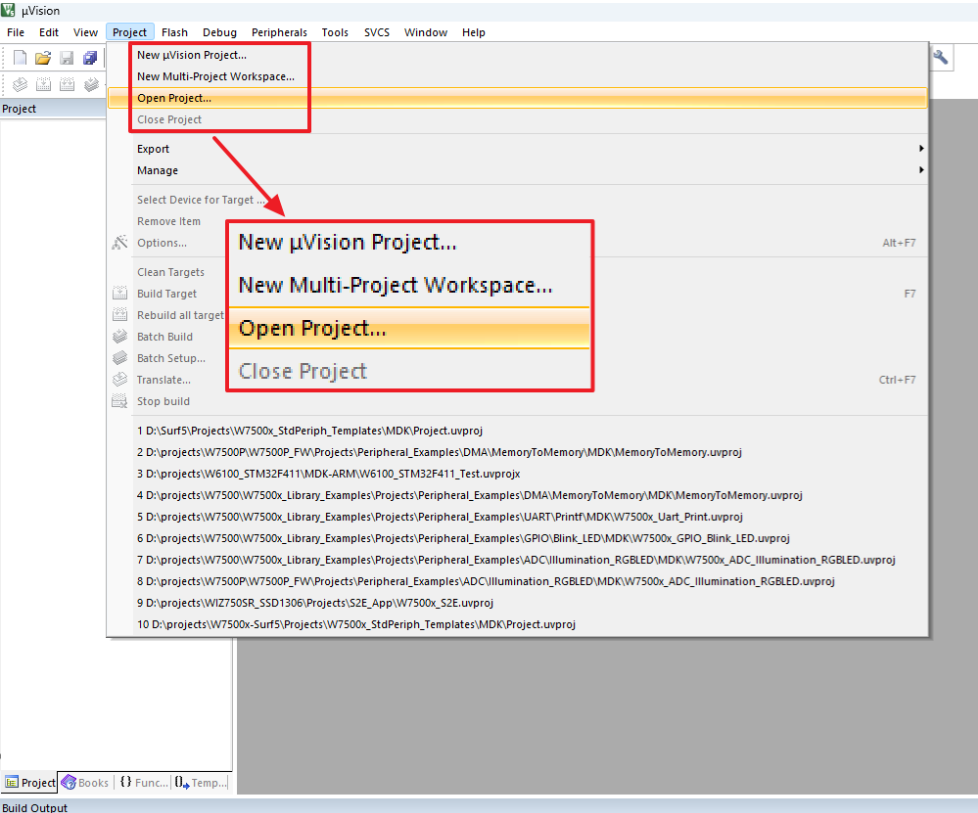 µVision
File Edit View Project Flash Debug Peripherals Tools SVCS Window Help
New µVision Project...
New Multi-Project Workspace...
Open Project...
Close Project
Project
Export
Manage
Select Device for Target ...
Remove Item
Options... Alt+F7
Clean Targets
Build Target F7
Rebuild all target
Batch Build
Batch Setup...
Translate... Ctrl+F7
Stop build
New µVision Project...
New Multi-Project Workspace...
Open Project...
Close Project
1 D:\Surf5\Projects\W7500x_StdPeriph_Templates\MDK\Project.uvproj
2 D:\projects\W7500P\W7500P_FW\Projects\Peripheral_Examples\DMA\MemoryToMemory\MDK\MemoryToMemory.uvproj
3 D:\projects\W6100_STM32F411\MDK-ARM\W6100_STM32F411_Test.uvprojx
4 D:\projects\W7500\W7500x_Library_Examples\Projects\Peripheral_Examples\DMA\MemoryToMemory\MDK\MemoryToMemory.uvproj
5 D:\projects\W7500\W7500x_Library_Examples\Projects\Peripheral_Examples\UART\Printf\MDK\W7500x_Uart_Print.uvproj
6 D:\projects\W7500\W7500x_Library_Examples\Projects\Peripheral_Examples\GPIO\Blink_LED\MDK\W7500x_GPIO_Blink_LED.uvproj
7 D:\projects\W7500\W7500x_Library_Examples\Projects\Peripheral_Examples\ADC\Illumination_RGBLED\MDK\W7500x_ADC_Illumination_RGBLED.uvproj
8 D:\projects\W7500P\W7500P_FW\Projects\Peripheral_Examples\ADC\Illumination_RGBLED\MDK\W7500x_ADC_Illumination_RGBLED.uvproj
9 D:\projects\WIZ750SR_SSD1306\Projects\S2E_App\W7500x_S2E.uvproj
10 D:\projects\W7500x-Surf5\Projects\W7500x_StdPeriph_Templates\MDK\Project.uvproj
Project Books {} Func... Temp...
Build Output